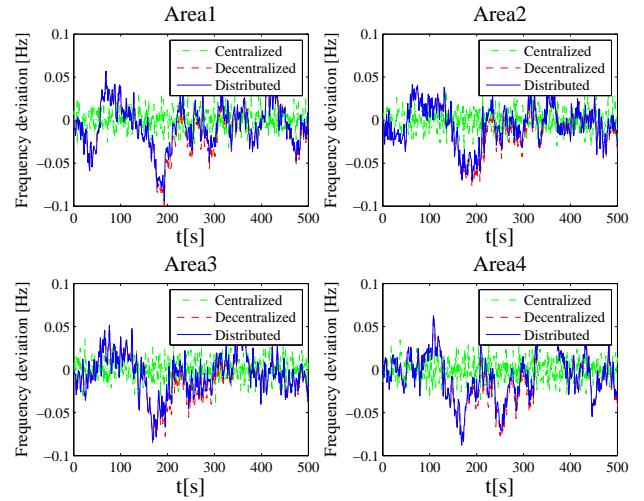 Area1
Frequency deviation [Hz]
0.1
0.05
0
−0.05
−0.1
Centralized
Decentralized
Distributed
0 100 200 300 400 500
t[s]
Area2
Frequency deviation [Hz]
0.1
0.05
0
−0.05
−0.1
Centralized
Decentralized
Distributed
0 100 200 300 400 500
t[s]
Area3
Frequency deviation [Hz]
0.1
0.05
0
−0.05
−0.1
Centralized
Decentralized
Distributed
0 100 200 300 400 500
t[s]
Area4
Frequency deviation [Hz]
0.1
0.05
0
−0.05
−0.1
Centralized
Decentralized
Distributed
0 100 200 300 400 500
t[s]